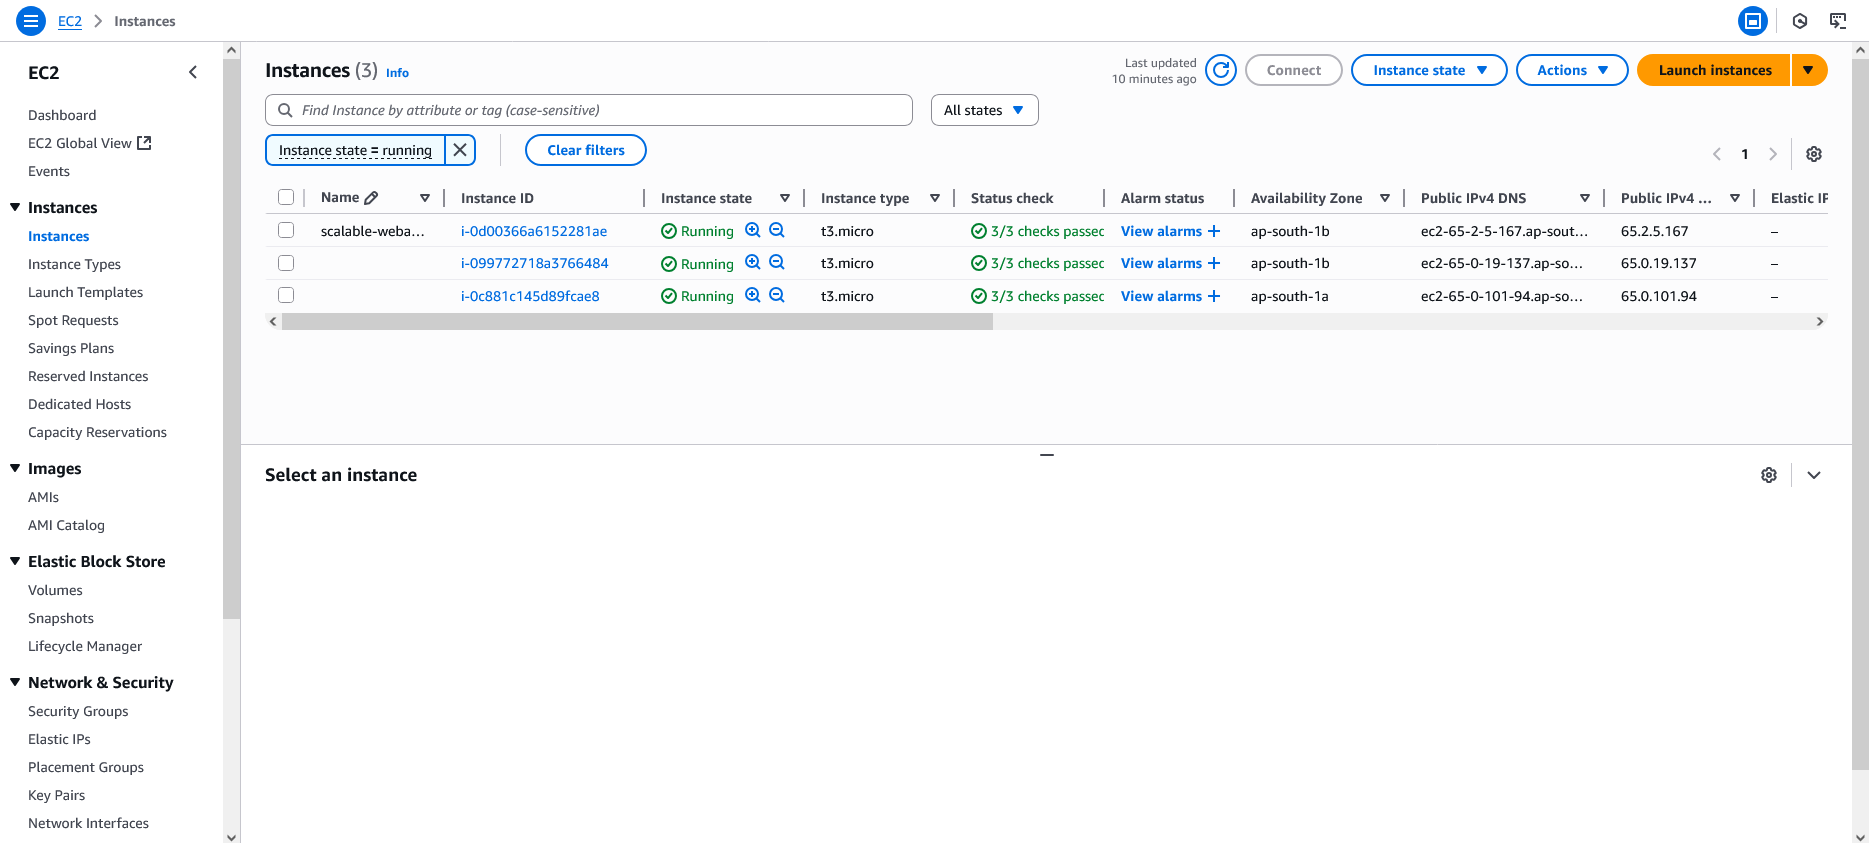 EC2 > Instances
EC2
Dashboard
EC2 Global View
Events
Instances
Instances
Instance Types
Launch Templates
Spot Requests
Savings Plans
Reserved Instances
Dedicated Hosts
Capacity Reservations
Images
AMIs
AMI Catalog
Elastic Block Store
Volumes
Snapshots
Lifecycle Manager
Network & Security
Security Groups
Elastic IPs
Placement Groups
Key Pairs
Network Interfaces
Instances (3) Info
Last updated
10 minutes ago
Connect
Instance state
Actions
Launch instances
Find Instance by attribute or tag (case-sensitive)
All states
Instance state = running
Clear filters
1
Name Instance ID Instance state Instance type Status check Alarm status Availability Zone Public IPv4 DNS Public IPv4 ... Elastic IP
scalable-weba... i-0d00366a6152281ae Running t3.micro 3/3 checks passed View alarms + ap-south-1b ec2-65-2-5-167.ap-sout... 65.2.5.167 –
i-099772718a3766484 Running t3.micro 3/3 checks passed View alarms + ap-south-1b ec2-65-0-19-137.ap-so... 65.0.19.137 –
i-0c881c145d89fcae8 Running t3.micro 3/3 checks passed View alarms + ap-south-1a ec2-65-0-101-94.ap-so... 65.0.101.94 –
Select an instance